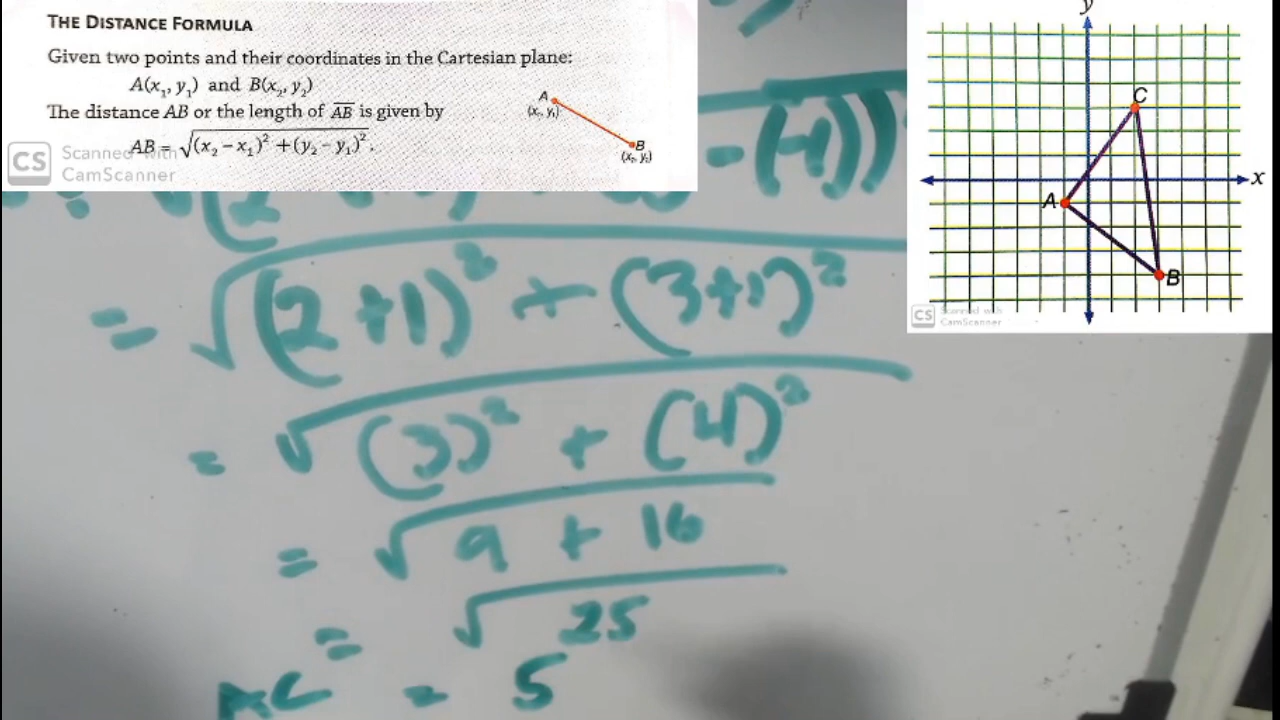 THE DISTANCE FORMULA
Given two points and their coordinates in the Cartesian plane:
A(x₁, y₁) and B(x₂, y₂)
The distance AB or the length of A̅B̅ is given by
AB = √((x₂ − x₁)² + (y₂ − y₁)²).
A
(x₁, y₁)
B
(x₂, y₂)
CS Scanned with
CamScanner
y
C
x
A
B
CS Scanned with
CamScanner
-(-1))
= √(2+1)² + (3+1)²
= √(3)² + (4)²
= √9 + 16
= √25
AC = 5